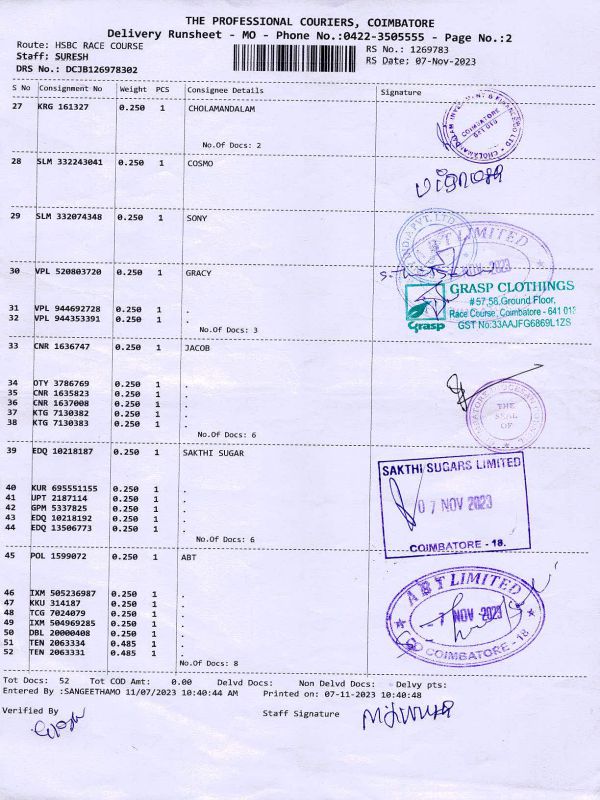 THE PROFESSIONAL COURIERS, COIMBATORE
Delivery Runsheet - MO - Phone No.:0422-3505555 - Page No.:2
Route: HSBC RACE COURSE
RS No.: 1269783
Staff: SURESH
RS Date: 07-Nov-2023
DRS No.: DCJB126978302
S No Consignment No Weight PCS Consignee Details Signature
27 KRG 161327 0.250 1 CHOLAMANDALAM
COIMBATORE
641 018
No.Of Docs: 2
28 SLM 332243041 0.250 1 COSMO
29 SLM 332074348 0.250 1 SONY
ABT LIMITED
30 VPL 520803720 0.250 1 GRACY
NOV 2023
GRASP CLOTHINGS
#57,58,Ground Floor,
31 VPL 944692728 0.250 1 .
Race Course, Coimbatore - 641 018
32 VPL 944353391 0.250 1 .
Grasp GST No:33AAJFG6869L1ZS
No.Of Docs: 3
33 CNR 1636747 0.250 1 JACOB
34 OTY 3786769 0.250 1 .
35 CNR 1635823 0.250 1 .
36 CNR 1637008 0.250 1 .
37 KTG 7130382 0.250 1 .
38 KTG 7130383 0.250 1 .
THE
SEAL
OF
No.Of Docs: 6
39 EDQ 10218187 0.250 1 SAKTHI SUGAR
SAKTHI SUGARS LIMITED
40 KUR 695551155 0.250 1 .
41 UPT 2187114 0.250 1 .
07 NOV 2023
42 GPM 5337825 0.250 1 .
43 EDQ 10218192 0.250 1 .
44 EDQ 13506773 0.250 1 .
No.Of Docs: 6
COIMBATORE - 18.
45 POL 1599072 0.250 1 ABT
ABT LIMITED
46 IXM 505236987 0.250 1 .
47 KKU 314187 0.250 1 .
48 TCG 7024079 0.250 1 .
-7 NOV 2023
49 IXM 504969285 0.250 1 .
50 DBL 20000408 0.250 1 .
51 TEN 2063334 0.485 1 .
52 TEN 2063331 0.485 1 .
COIMBATORE - 18
No.Of Docs: 8
Tot Docs: 52 Tot COD Amt: 0.00 Delvd Docs: Non Delvd Docs: Delvy pts:
Entered By :SANGEETHAMO 11/07/2023 10:40:44 AM Printed on: 07-11-2023 10:40:48
Verified By Staff Signature